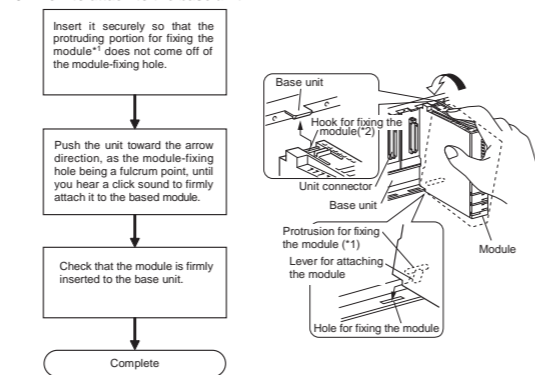 Insert it securely so that the
protruding portion for fixing the
module*1 does not come off of
the module-fixing hole.
Push the unit toward the arrow
direction, as the module-fixing
hole being a fulcrum point, until
you hear a click sound to firmly
attach it to the based module.
Check that the module is firmly
inserted to the base unit.
Complete
Base unit
Hook for fixing the
module(*2)
Unit connector
Base unit
Protrusion for fixing
the module (*1)
Lever for attaching
the module
Hole for fixing the module
Module